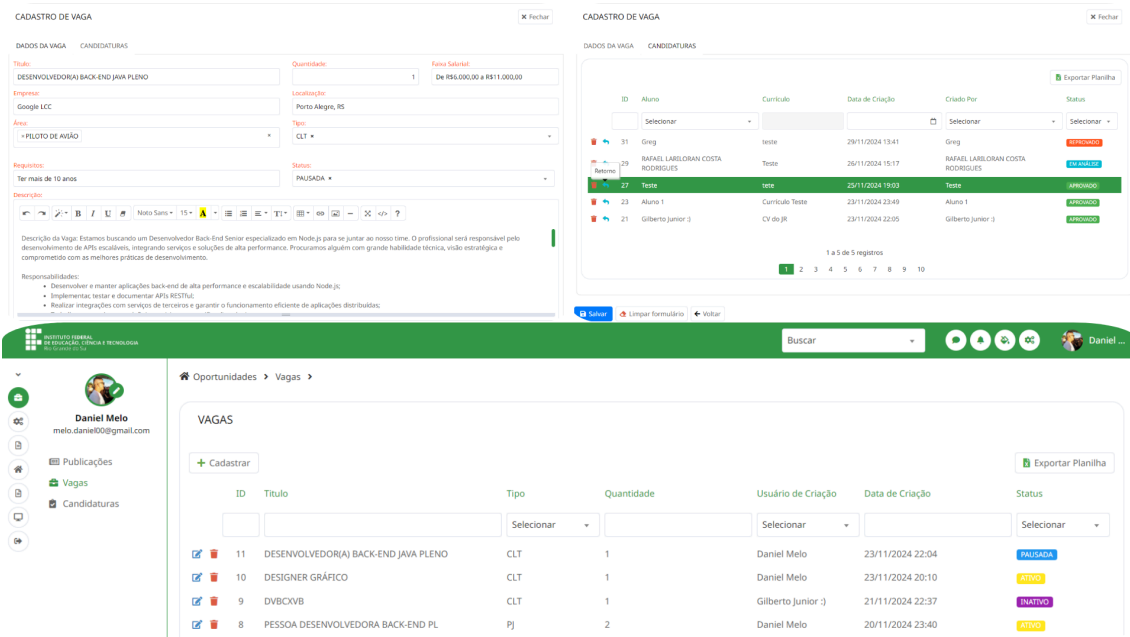 CADASTRO DE VAGA
Fechar
DADOS DA VAGA CANDIDATURAS
Título:
DESENVOLVEDOR(A) BACK-END JAVA PLENO
Quantidade:
1
Faixa Salarial:
De R$6.000,00 a R$11.000,00
Empresa:
Google LCC
Localização:
Porto Alegre, RS
Área:
×PILOTO DE AVIÃO
Tipo:
CLT
Requisitos:
Ter mais de 10 anos
Status:
PAUSADA
Descrição:
B I U Noto Sans 15 A
Descrição da Vaga: Estamos buscando um Desenvolvedor Back-End Senior especializado em Node.js para se juntar ao nosso time. O profissional será responsável pelo
desenvolvimento de APIs escaláveis, integrando serviços e soluções de alta performance. Procuramos alguém com grande habilidade técnica, visão estratégica e
comprometido com as melhores práticas de desenvolvimento.
Responsabilidades:
• Desenvolver e manter aplicações back-end de alta performance e escalabilidade usando Node.js;
• Implementar, testar e documentar APIs RESTful;
• Realizar integrações com serviços de terceiros e garantir o funcionamento eficiente de aplicações distribuídas;
CADASTRO DE VAGA
Fechar
DADOS DA VAGA CANDIDATURAS
Exportar Planilha
ID Aluno Currículo Data de Criação Criado Por Status
Selecionar Selecionar Selecionar
31 Greg teste 29/11/2024 13:41 Greg REPROVADO
29 RAFAEL LARILORAN COSTA RODRIGUES Teste 26/11/2024 15:17 RAFAEL LARILORAN COSTA RODRIGUES EM ANÁLISE
Retorno
27 Teste tete 25/11/2024 19:03 Teste APROVADO
23 Aluno 1 Currículo Teste 23/11/2024 23:49 Aluno 1 APROVADO
21 Gilberto Junior :) CV do JR 23/11/2024 22:05 Gilberto Junior :) APROVADO
1 a 5 de 5 registros
1 2 3 4 5 6 7 8 9 10
Salvar Limpar formulário Voltar
INSTITUTO FEDERAL
DE EDUCAÇÃO, CIÊNCIA E TECNOLOGIA
Rio Grande do Sul
Buscar
Daniel ...
Daniel Melo
melo.daniel00@gmail.com
Publicações
Vagas
Candidaturas
Oportunidades > Vagas >
VAGAS
+ Cadastrar
Exportar Planilha
ID Titulo Tipo Quantidade Usuário de Criação Data de Criação Status
Selecionar Selecionar Selecionar
11 DESENVOLVEDOR(A) BACK-END JAVA PLENO CLT 1 Daniel Melo 23/11/2024 22:04 PAUSADA
10 DESIGNER GRÁFICO CLT 1 Daniel Melo 23/11/2024 20:10 ATIVO
9 DVBCXVB CLT 1 Gilberto Junior :) 21/11/2024 22:37 INATIVO
8 PESSOA DESENVOLVEDORA BACK-END PL PJ 2 Daniel Melo 20/11/2024 23:40 ATIVO